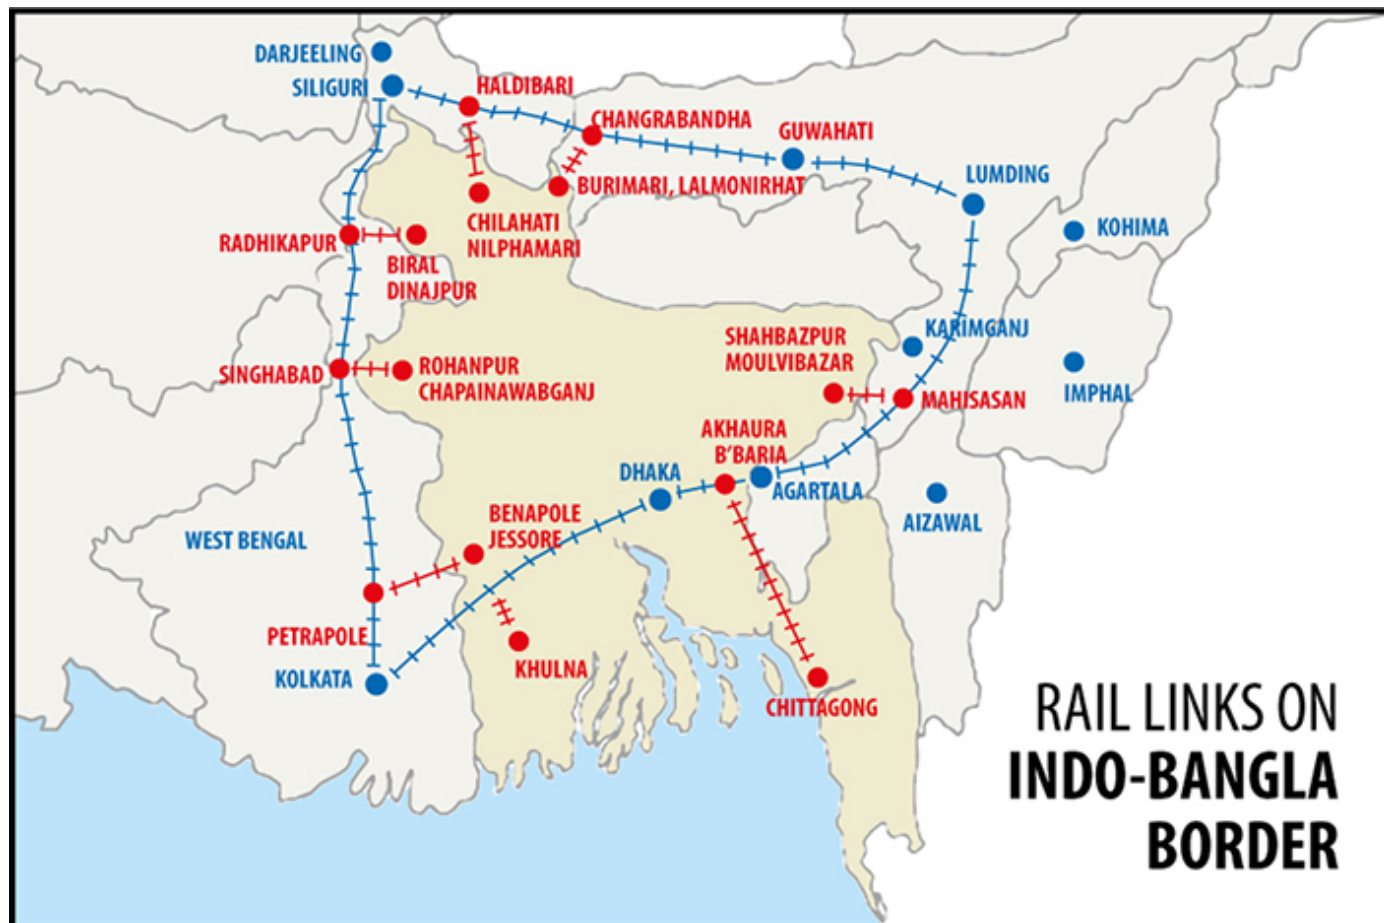 DARJEELING
SILIGURI
HALDIBARI
CHANGRABANDHA
GUWAHATI
LUMDING
BURIMARI, LALMONIRHAT
CHILAHATI
NILPHAMARI
KOHIMA
RADHIKAPUR
BIRAL
DINAJPUR
KARIMGANJ
SHAHBAZPUR
MOULVIBAZAR
SINGHABAD
ROHANPUR
CHAPAINAWABGANJ
IMPHAL
MAHISASAN
AKHAURA
B'BARIA
DHAKA
AGARTALA
AIZAWAL
BENAPOLE
JESSORE
WEST BENGAL
PETRAPOLE
KHULNA
KOLKATA
CHITTAGONG
RAIL LINKS ON
INDO-BANGLA
BORDER